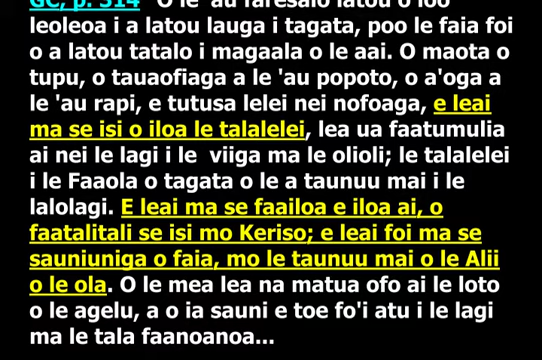 GC, p. 314 "O le 'au faresaio latou o loo
leoleoa i a latou lauga i tagata, poo le faia foi
o a latou tatalo i magaala o le aai. O maota o
tupu, o tauaofiaga a le 'au popoto, o a'oga a
le 'au rapi, e tutusa lelei nei nofoaga, e leai
ma se isi o iloa le talalelei, lea ua faatumulia
ai nei le lagi i le viiga ma le olioli; le talalelei
i le Faaola o tagata o le a taunuu mai i le
lalolagi. E leai ma se faailoa e iloa ai, o
faatalitali se isi mo Keriso; e leai foi ma se
sauniuniga o faia, mo le taunuu mai o le Alii
o le ola. O le mea lea na matua ofo ai le loto
o le agelu, a o ia sauni e toe fo'i atu i le lagi
ma le tala faanoanoa...